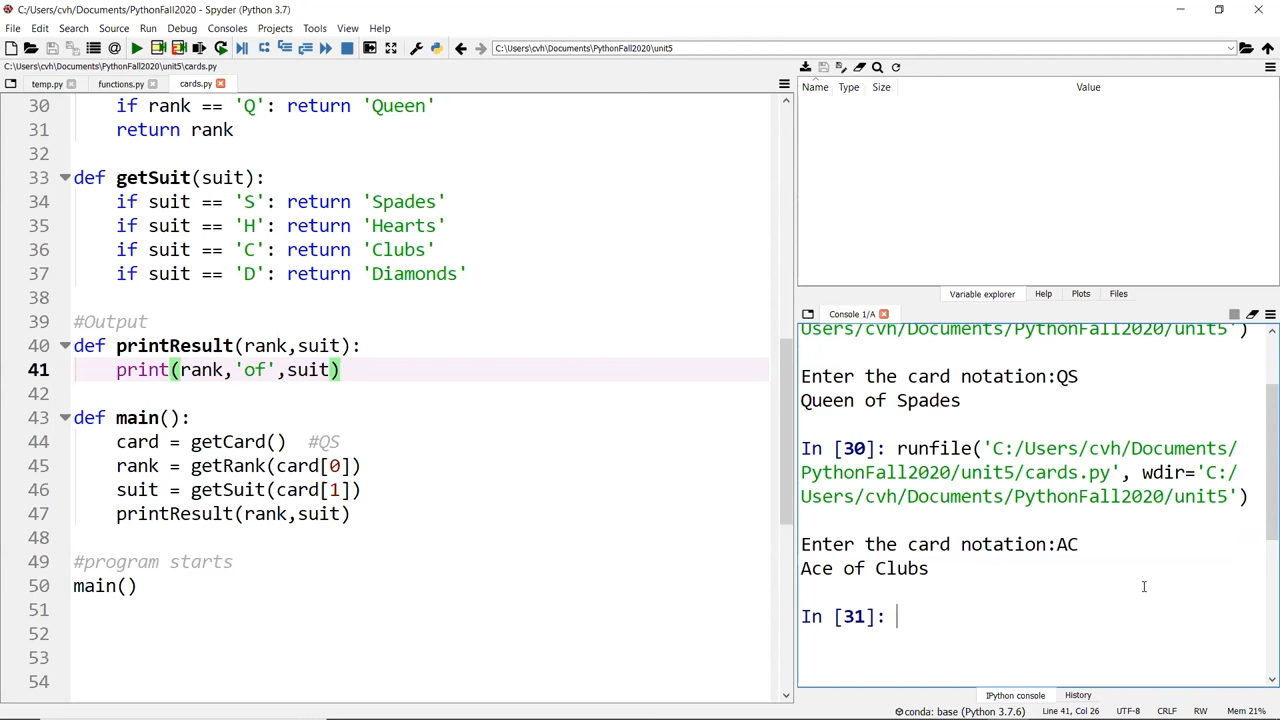 C:/Users/cvh/Documents/PythonFall2020 - Spyder (Python 3.7)
File Edit Search Source Run Debug Consoles Projects Tools View Help
C:\Users\cvh\Documents\PythonFall2020\unit5
C:\Users\cvh\Documents\PythonFall2020\unit5\cards.py
temp.py functions.py cards.py
30 if rank == 'Q': return 'Queen'
31 return rank
32
33 def getSuit(suit):
34 if suit == 'S': return 'Spades'
35 if suit == 'H': return 'Hearts'
36 if suit == 'C': return 'Clubs'
37 if suit == 'D': return 'Diamonds'
38
39 #Output
40 def printResult(rank,suit):
41 print(rank,'of',suit)
42
43 def main():
44 card = getCard() #QS
45 rank = getRank(card[0])
46 suit = getSuit(card[1])
47 printResult(rank,suit)
48
49 #program starts
50 main()
51
52
53
54
Name Type Size Value
Variable explorer Help Plots Files
Console 1/A
Users/cvh/Documents/PythonFall2020/unit5')
Enter the card notation:QS
Queen of Spades
In [30]: runfile('C:/Users/cvh/Documents/
PythonFall2020/unit5/cards.py', wdir='C:/
Users/cvh/Documents/PythonFall2020/unit5')
Enter the card notation:AC
Ace of Clubs
In [31]:
IPython console History
conda: base (Python 3.7.6) Line 41, Col 26 UTF-8 CRLF RW Mem 21%